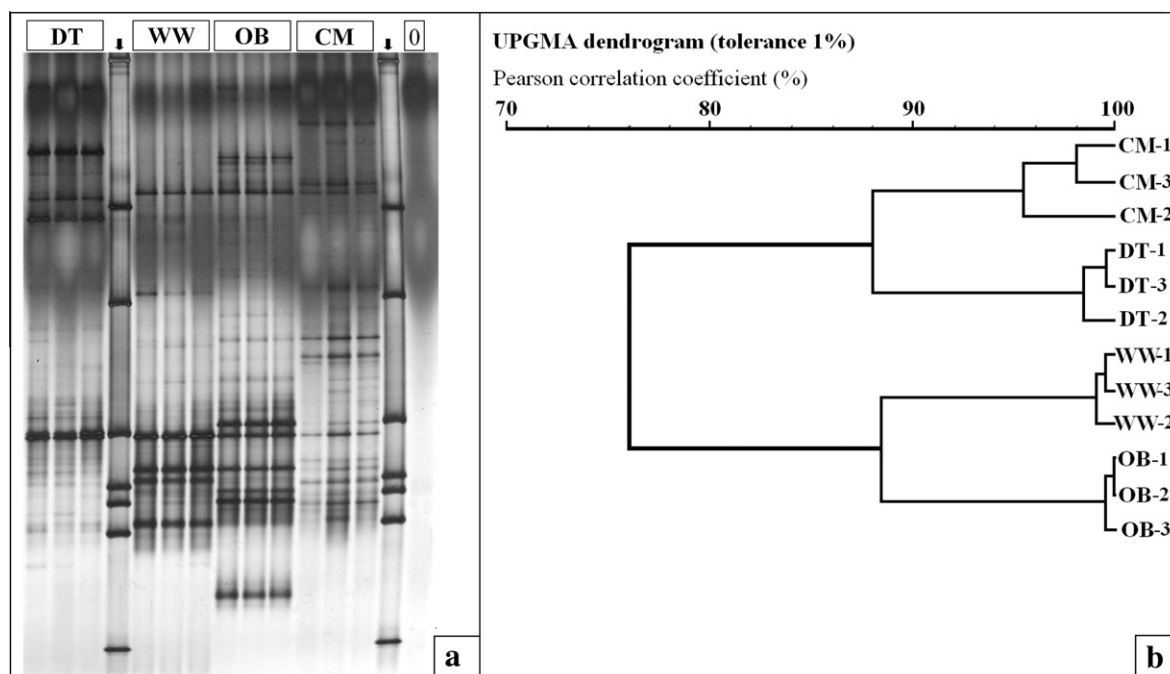 DT WW OB CM 0
a
UPGMA dendrogram (tolerance 1%)
Pearson correlation coefficient (%)
70 80 90 100
CM-1
CM-3
CM-2
DT-1
DT-3
DT-2
WW-1
WW-3
WW-2
OB-1
OB-2
OB-3
b